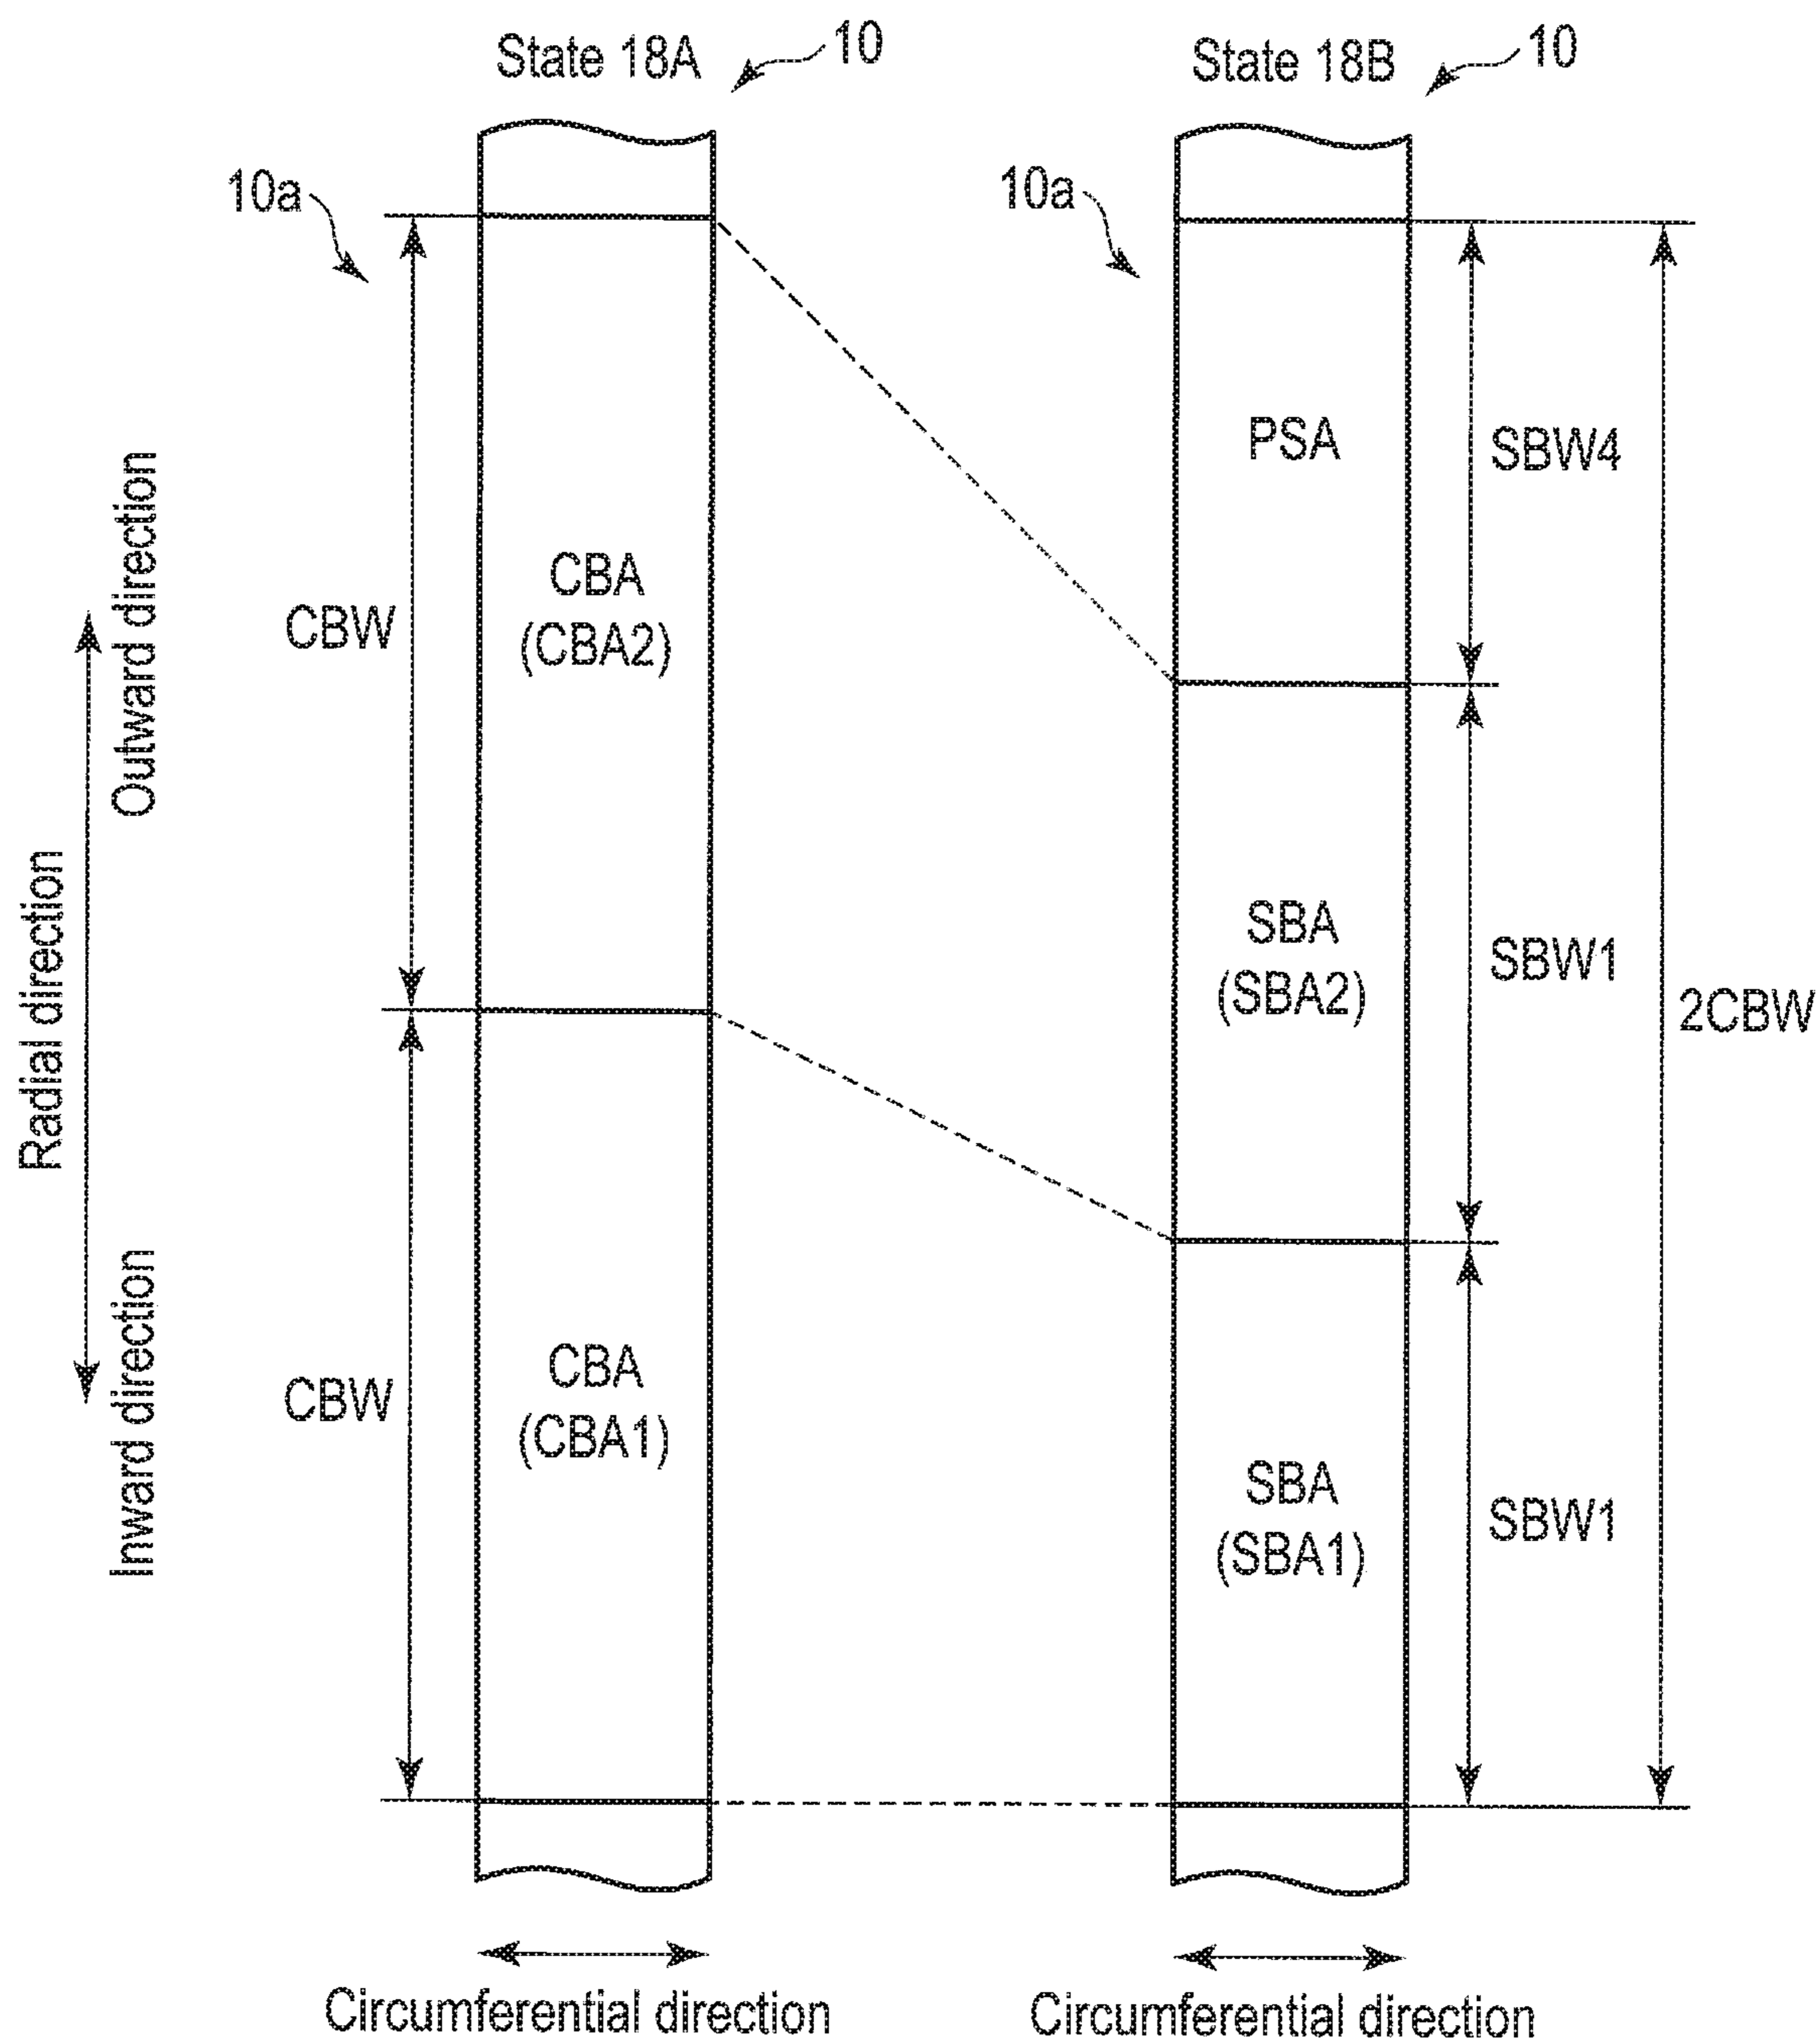 State 18A
10
State 18B
10
10a
10a
PSA
SBW4
Outward direction
CBW
CBA
(CBA2)
SBA
(SBA2)
SBW1
2CBW
Radial direction
Inward direction
CBW
CBA
(CBA1)
SBA
(SBA1)
SBW1
Circumferential direction
Circumferential direction